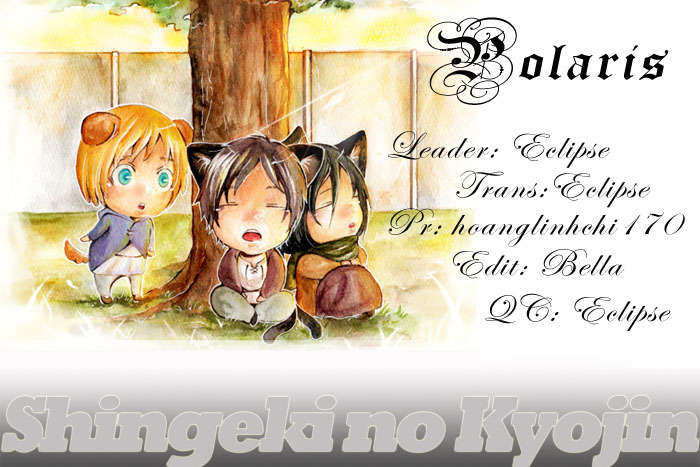 Polaris
Leader: Eclipse
Trans: Eclipse
Pr: hoanglinhchi170
Edit: Bella
QC: Eclipse
Shingeki no Kyojin